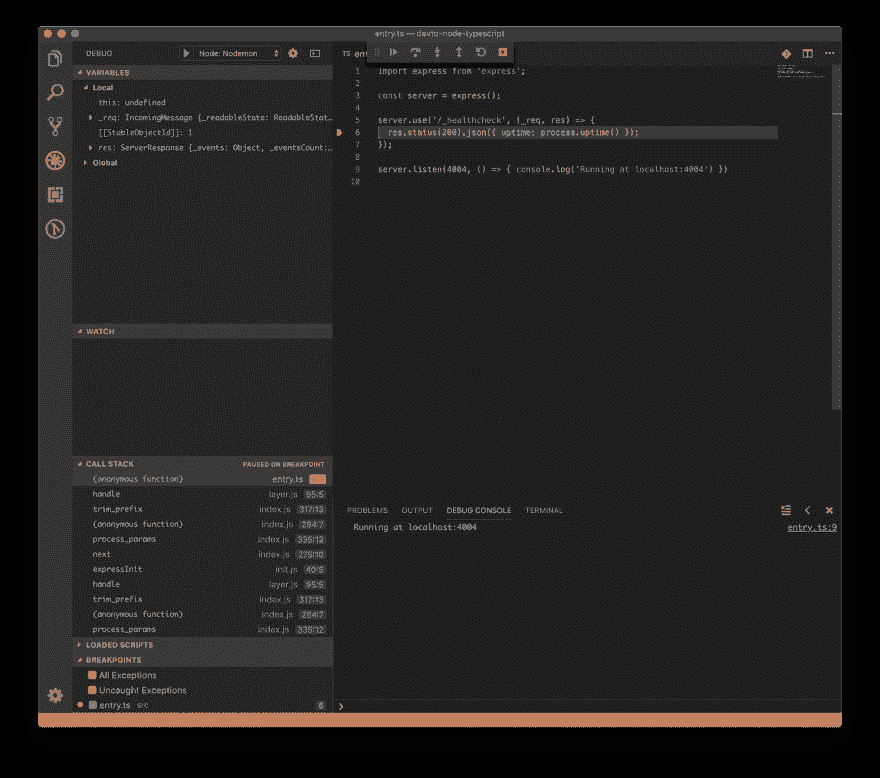 entry.ts — devto-node-typescript
DEBUG
Node: Nodemon
TS
VARIABLES
Local
this: undefined
_req: IncomingMessage {_readableState: ReadableStat…
[[StableObjectId]]: 1
res: ServerResponse {_events: Object, _eventsCount:…
Global
WATCH
CALL STACK PAUSED ON BREAKPOINT
(anonymous function) entry.ts
handle layer.js 95:5
trim_prefix index.js 317:13
(anonymous function) index.js 284:7
process_params index.js 335:12
next index.js 275:10
expressInit init.js 40:5
handle layer.js 95:5
trim_prefix index.js 317:13
(anonymous function) index.js 284:7
process_params index.js 335:12
LOADED SCRIPTS
BREAKPOINTS
All Exceptions
Uncaught Exceptions
entry.ts src 6
1 import express from 'express';
2
3 const server = express();
4
5 server.use('/_healthcheck', (_req, res) => {
6 res.status(200).json({ uptime: process.uptime() });
7 });
8
9 server.listen(4004, () => { console.log('Running at localhost:4004') })
10
PROBLEMS OUTPUT DEBUG CONSOLE TERMINAL
Running at localhost:4004 entry.ts:9